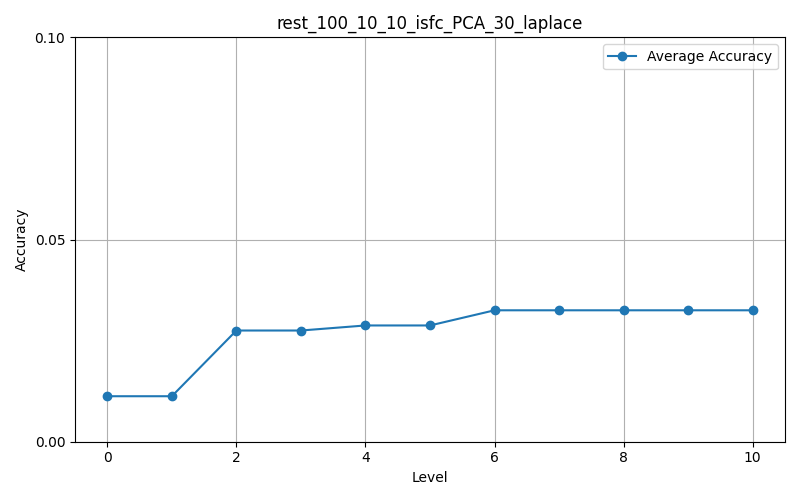 rest_100_10_10_isfc_PCA_30_laplace
Average Accuracy
0.10
0.05
0.00
Accuracy
0 2 4 6 8 10
Level